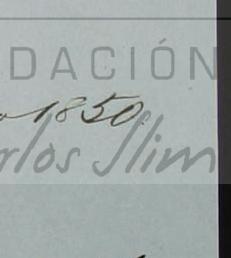 DACIÓN
1850.
rlos Slim